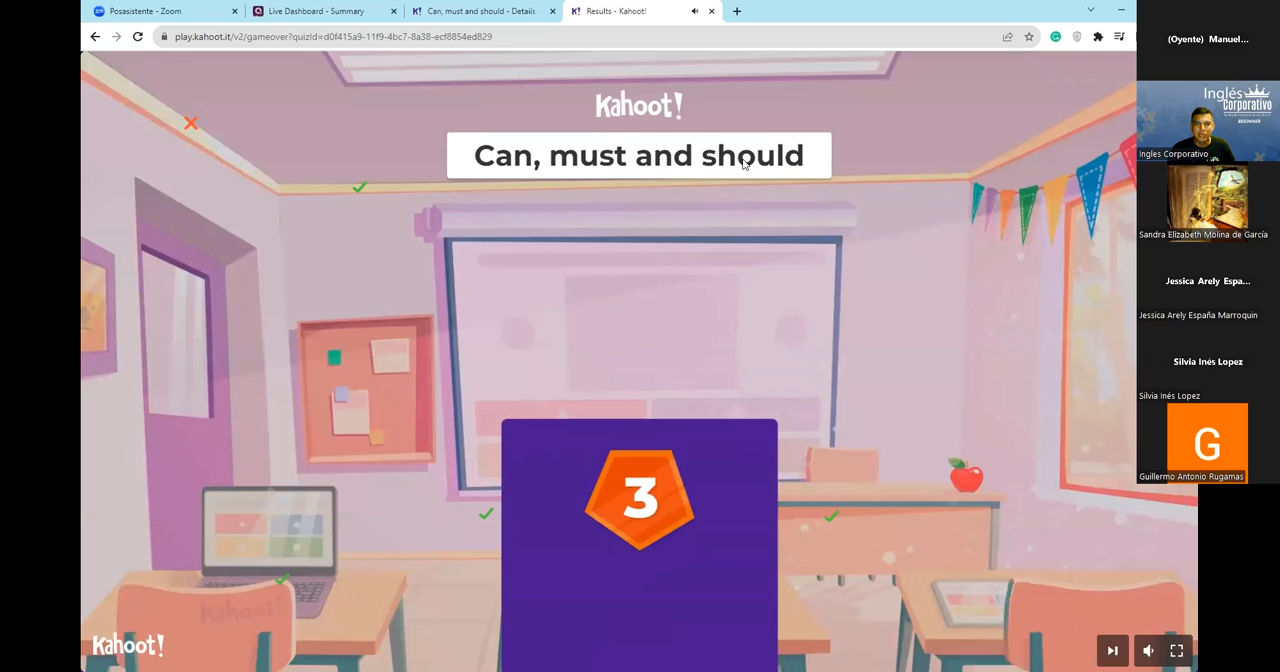 Posasistente - Zoom
Live Dashboard - Summary
Can, must and should - Details
Results - Kahoot!
play.kahoot.it/v2/gameover?quizId=d0f415a9-11f9-4bc7-8a38-ecf8854ed829
Kahoot!
Can, must and should
3
Kahoot!
(Oyente) Manuel...
Inglés
Corporativo
BEGINNER
Ingles Corporativo
Sandra Elizabeth Molina de García
Jessica Arely Espa...
Jessica Arely España Marroquin
Silvia Inés Lopez
Silvia Inés Lopez
G
Guillermo Antonio Rugamas